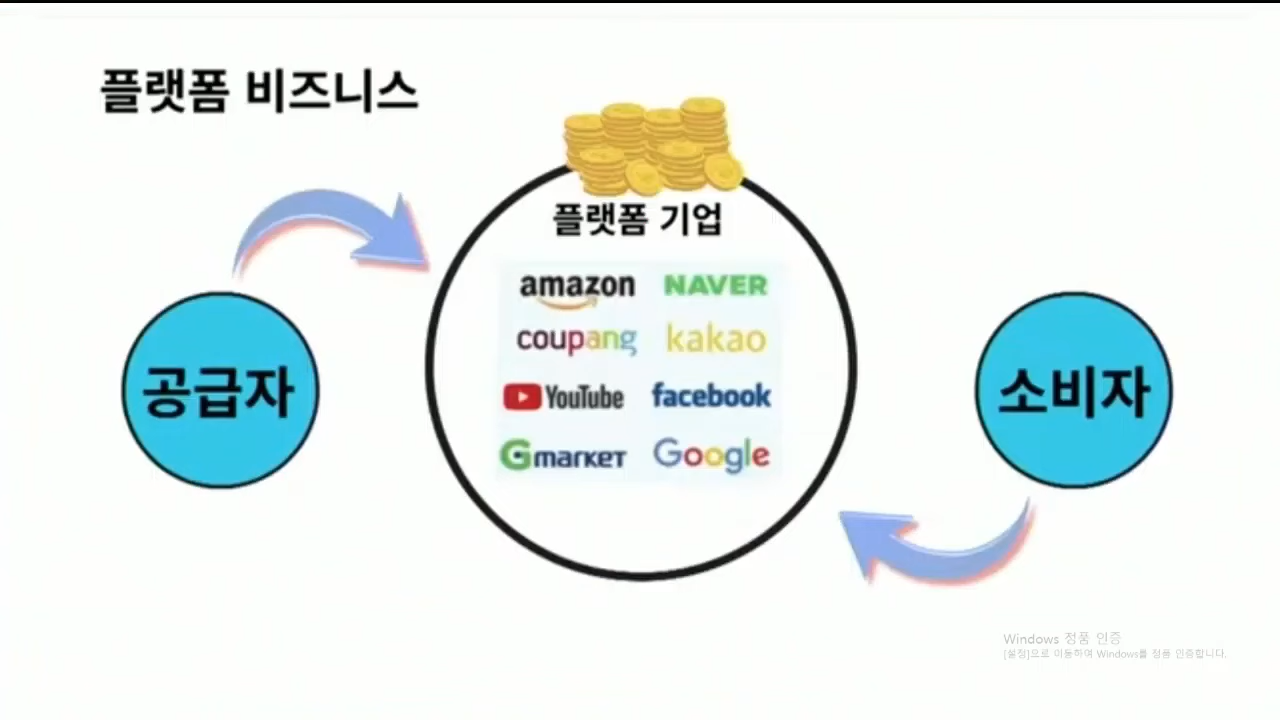 플랫폼 비즈니스
플랫폼 기업
amazon NAVER
coupang kakao
YouTube facebook
Gmarket Google
공급자
소비자
Windows 정품 인증
[설정]으로 이동하여 Windows를 정품 인증합니다.